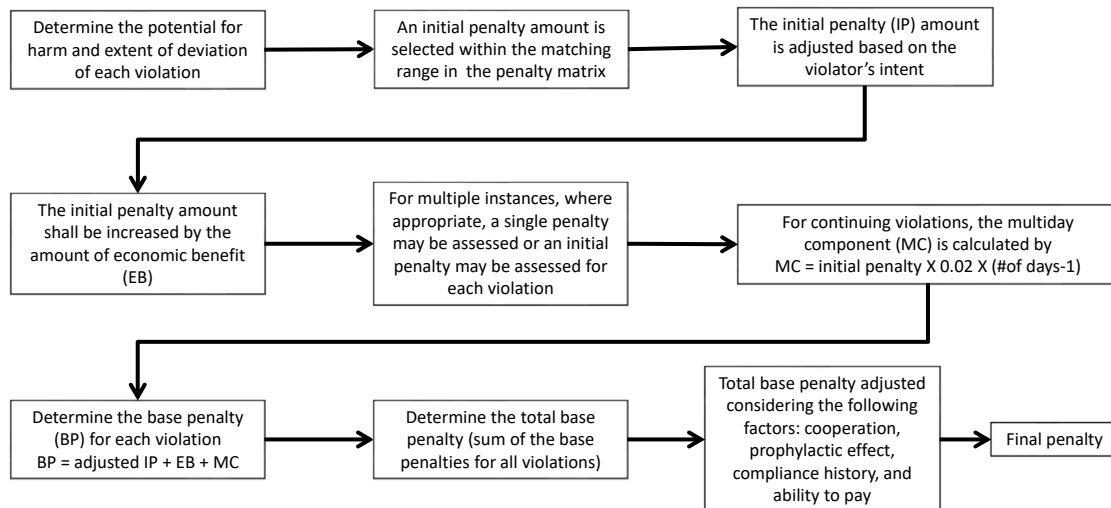 Determine the potential for
harm and extent of deviation
of each violation
An initial penalty amount is
selected within the matching
range in the penalty matrix
The initial penalty (IP) amount
is adjusted based on the
violator's intent
The initial penalty amount
shall be increased by the
amount of economic benefit
(EB)
For multiple instances, where
appropriate, a single penalty
may be assessed or an initial
penalty may be assessed for
each violation
For continuing violations, the multiday
component (MC) is calculated by
MC = initial penalty X 0.02 X (#of days-1)
Determine the base penalty
(BP) for each violation
BP = adjusted IP + EB + MC
Determine the total base
penalty (sum of the base
penalties for all violations)
Total base penalty adjusted
considering the following
factors: cooperation,
prophylactic effect,
compliance history, and
ability to pay
Final penalty